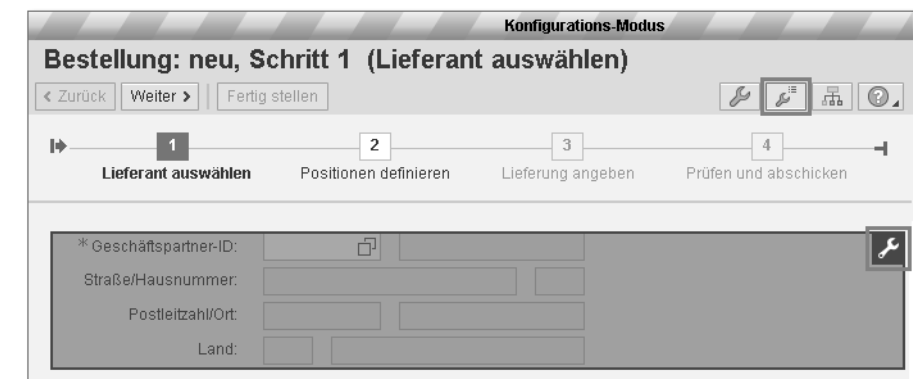 Konfigurations-Modus
Bestellung: neu, Schritt 1 (Lieferant auswählen)
< Zurück Weiter > Fertig stellen
1 2 3 4
Lieferant auswählen Positionen definieren Lieferung angeben Prüfen und abschicken
* Geschäftspartner-ID:
Straße/Hausnummer:
Postleitzahl/Ort:
Land: